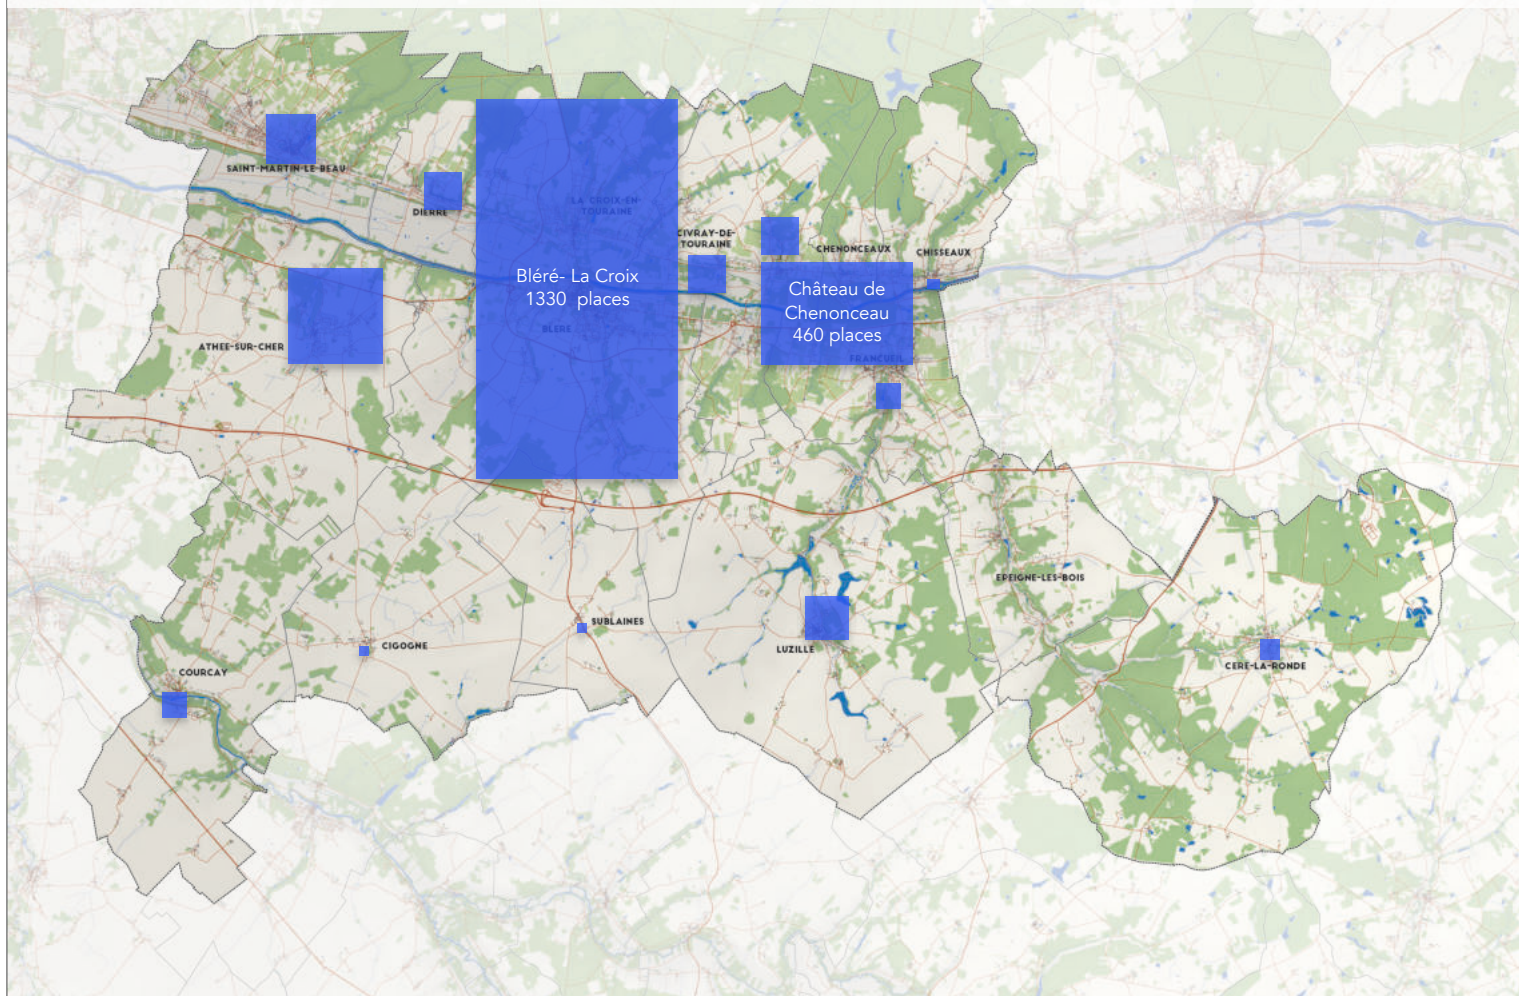 SAINT-MARTIN-LE-BEAU
DIERRE
LA CROIX-EN-
TOURAINE
CIVRAY-DE-
TOURAINE
CHENONCEAUX
CHISSEAUX
Bléré- La Croix
1330 places
Château de
Chenonceau
460 places
BLERE
ATHEE-SUR-CHER
FRANCUEIL
EPEIGNE-LES-BOIS
SUBLAINES
CIGOGNE
LUZILLE
CERE-LA-RONDE
COURCAY